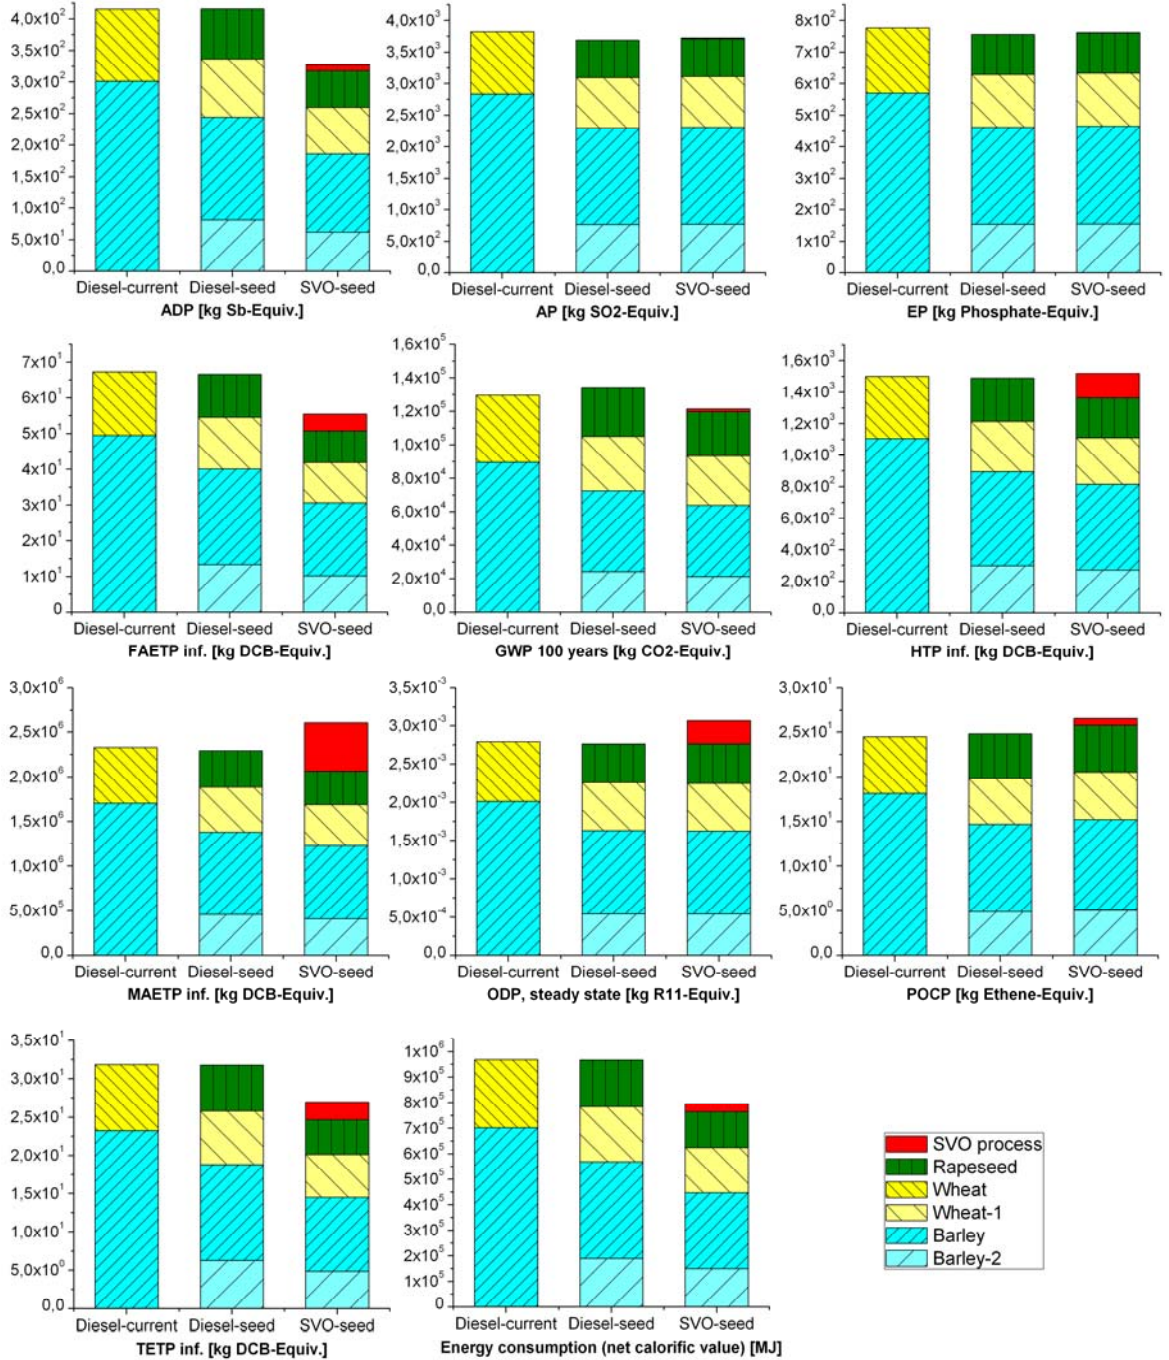 4,0x10²
3,5x10²
3,0x10²
2,5x10²
2,0x10²
1,5x10²
1,0x10²
5,0x10¹
0,0
Diesel-current Diesel-seed SVO-seed
ADP [kg Sb-Equiv.]
4,0x10³
3,5x10³
3,0x10³
2,5x10³
2,0x10³
1,5x10³
1,0x10³
5,0x10²
0,0
Diesel-current Diesel-seed SVO-seed
AP [kg SO2-Equiv.]
8x10²
7x10²
6x10²
5x10²
4x10²
3x10²
2x10²
1x10²
0
Diesel-current Diesel-seed SVO-seed
EP [kg Phosphate-Equiv.]
7x10¹
6x10¹
5x10¹
4x10¹
3x10¹
2x10¹
1x10¹
0
Diesel-current Diesel-seed SVO-seed
FAETP inf. [kg DCB-Equiv.]
1,6x10⁵
1,4x10⁵
1,2x10⁵
1,0x10⁵
8,0x10⁴
6,0x10⁴
4,0x10⁴
2,0x10⁴
0,0
Diesel-current Diesel-seed SVO-seed
GWP 100 years [kg CO2-Equiv.]
1,6x10³
1,4x10³
1,2x10³
1,0x10³
8,0x10²
6,0x10²
4,0x10²
2,0x10²
0,0
Diesel-current Diesel-seed SVO-seed
HTP inf. [kg DCB-Equiv.]
3,0x10⁶
2,5x10⁶
2,0x10⁶
1,5x10⁶
1,0x10⁶
5,0x10⁵
0,0
Diesel-current Diesel-seed SVO-seed
MAETP inf. [kg DCB-Equiv.]
3,5x10⁻³
3,0x10⁻³
2,5x10⁻³
2,0x10⁻³
1,5x10⁻³
1,0x10⁻³
5,0x10⁻⁴
0,0
Diesel-current Diesel-seed SVO-seed
ODP, steady state [kg R11-Equiv.]
3,0x10¹
2,5x10¹
2,0x10¹
1,5x10¹
1,0x10¹
5,0x10⁰
0,0
Diesel-current Diesel-seed SVO-seed
POCP [kg Ethene-Equiv.]
3,5x10¹
3,0x10¹
2,5x10¹
2,0x10¹
1,5x10¹
1,0x10¹
5,0x10⁰
0,0
Diesel-current Diesel-seed SVO-seed
TETP inf. [kg DCB-Equiv.]
1x10⁶
9x10⁵
8x10⁵
7x10⁵
6x10⁵
5x10⁵
4x10⁵
3x10⁵
2x10⁵
1x10⁵
0
Diesel-current Diesel-seed SVO-seed
Energy consumption (net calorific value) [MJ]
SVO process
Rapeseed
Wheat
Wheat-1
Barley
Barley-2